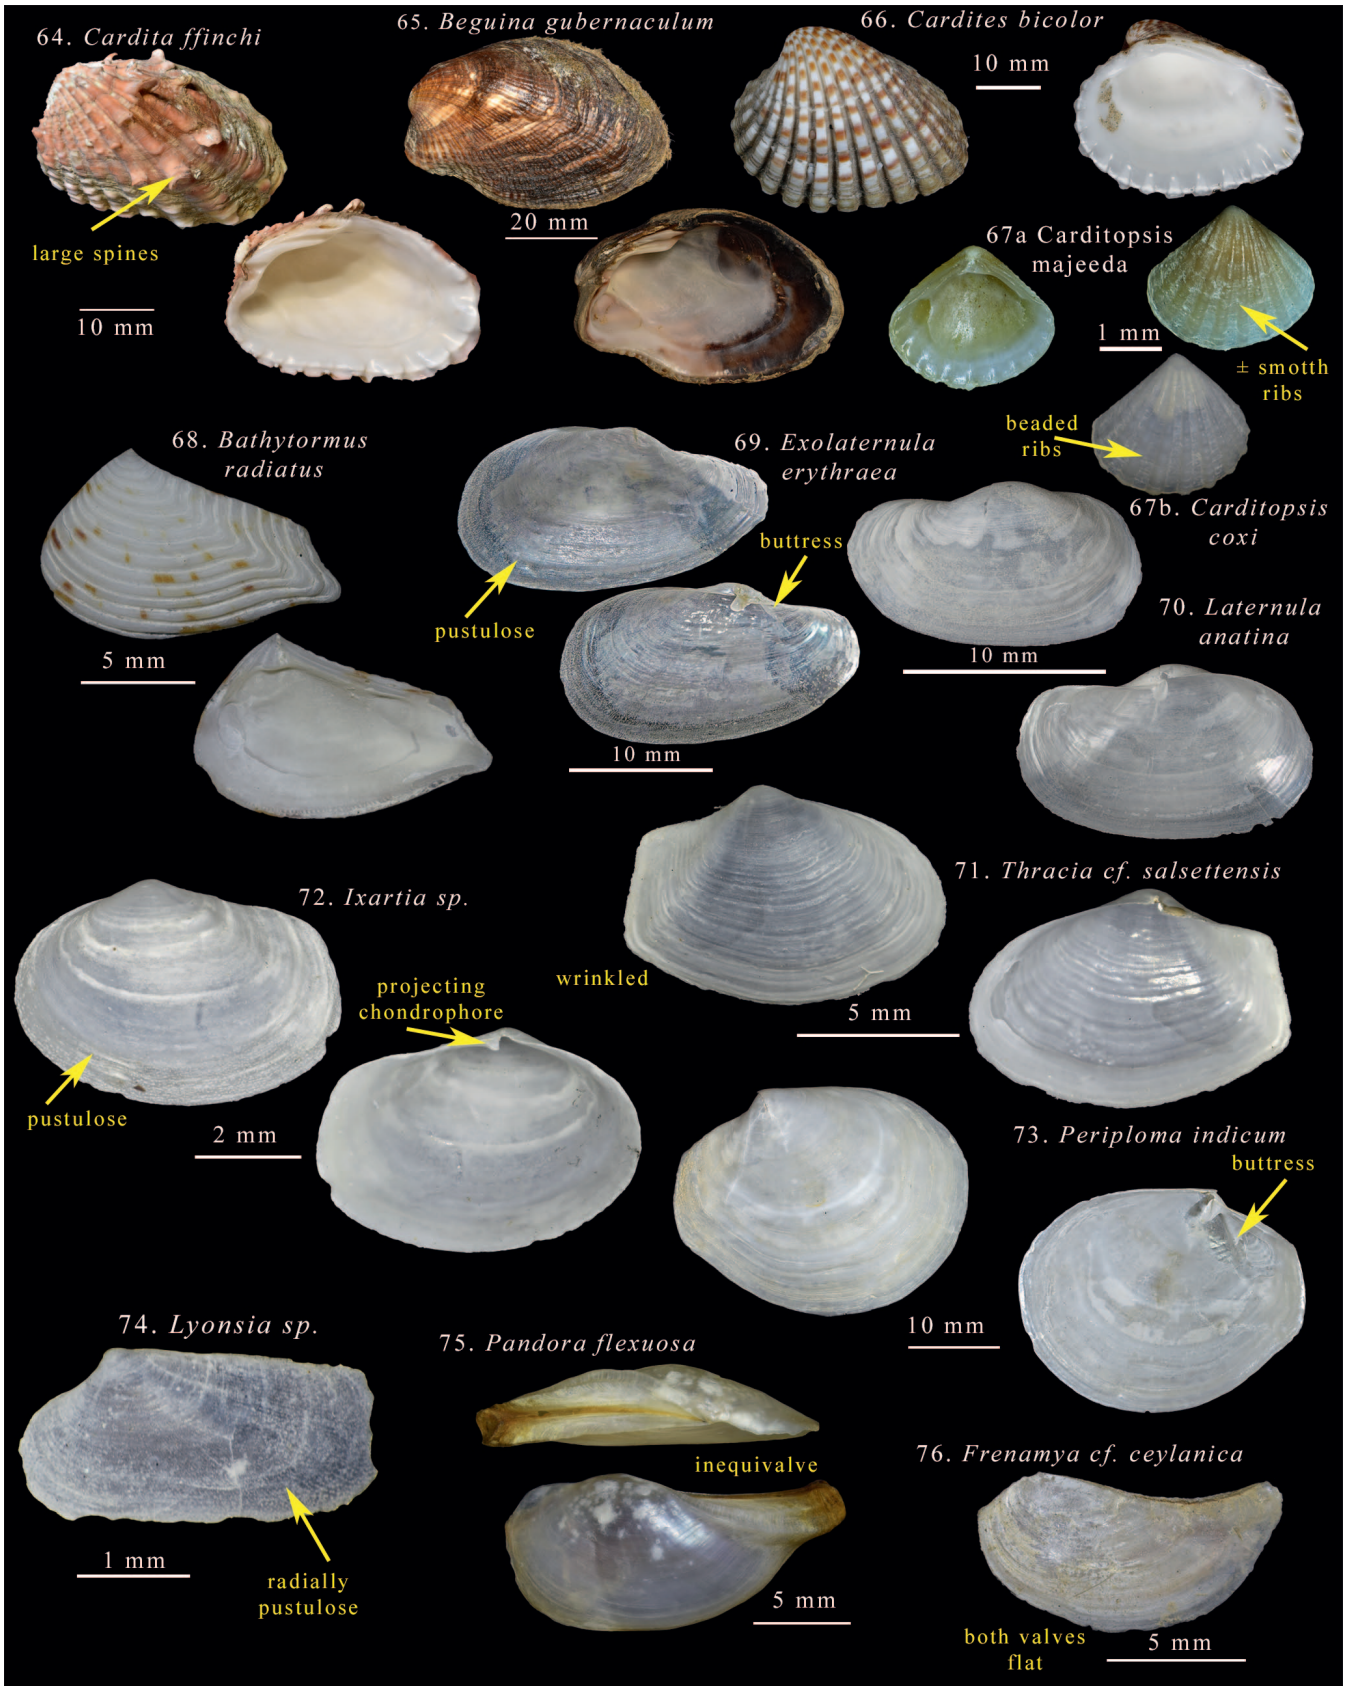 64. Cardita ffinchi
65. Beguina gubernaculum
66. Cardites bicolor
10 mm
large spines
10 mm
20 mm
67a Carditopsis
majeeda
1 mm
± smotth
ribs
beaded
ribs
67b. Carditopsis
coxi
68. Bathytormus
radiatus
5 mm
69. Exolaternula
erythraea
buttress
pustulose
10 mm
70. Laternula
anatina
10 mm
71. Thracia cf. salsettensis
wrinkled
5 mm
72. Ixartia sp.
projecting
chondrophore
pustulose
2 mm
73. Periploma indicum
buttress
10 mm
74. Lyonsia sp.
1 mm
radially
pustulose
75. Pandora flexuosa
inequivalve
5 mm
76. Frenamya cf. ceylanica
both valves
flat
5 mm